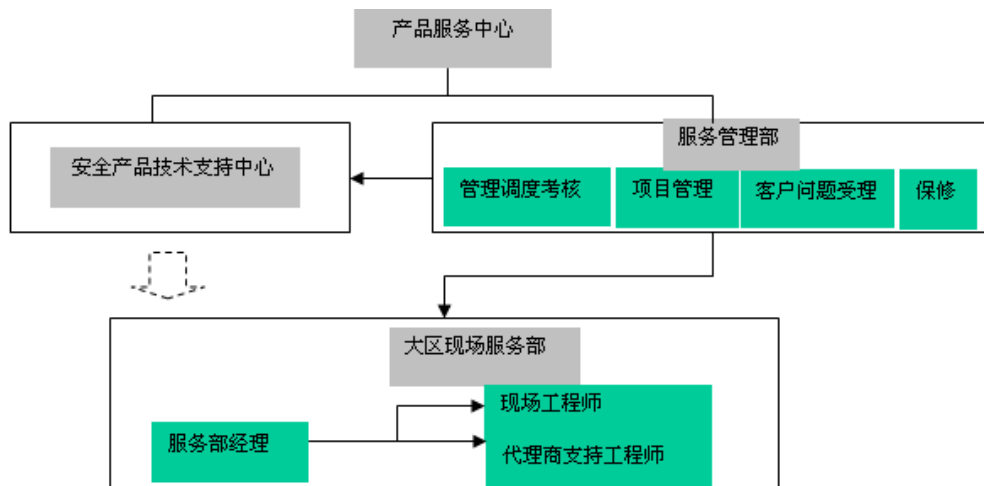 产品服务中心
服务管理部
安全产品技术支持中心
管理调度考核
项目管理
客户问题受理
保修
大区现场服务部
现场工程师
服务部经理
代理商支持工程师